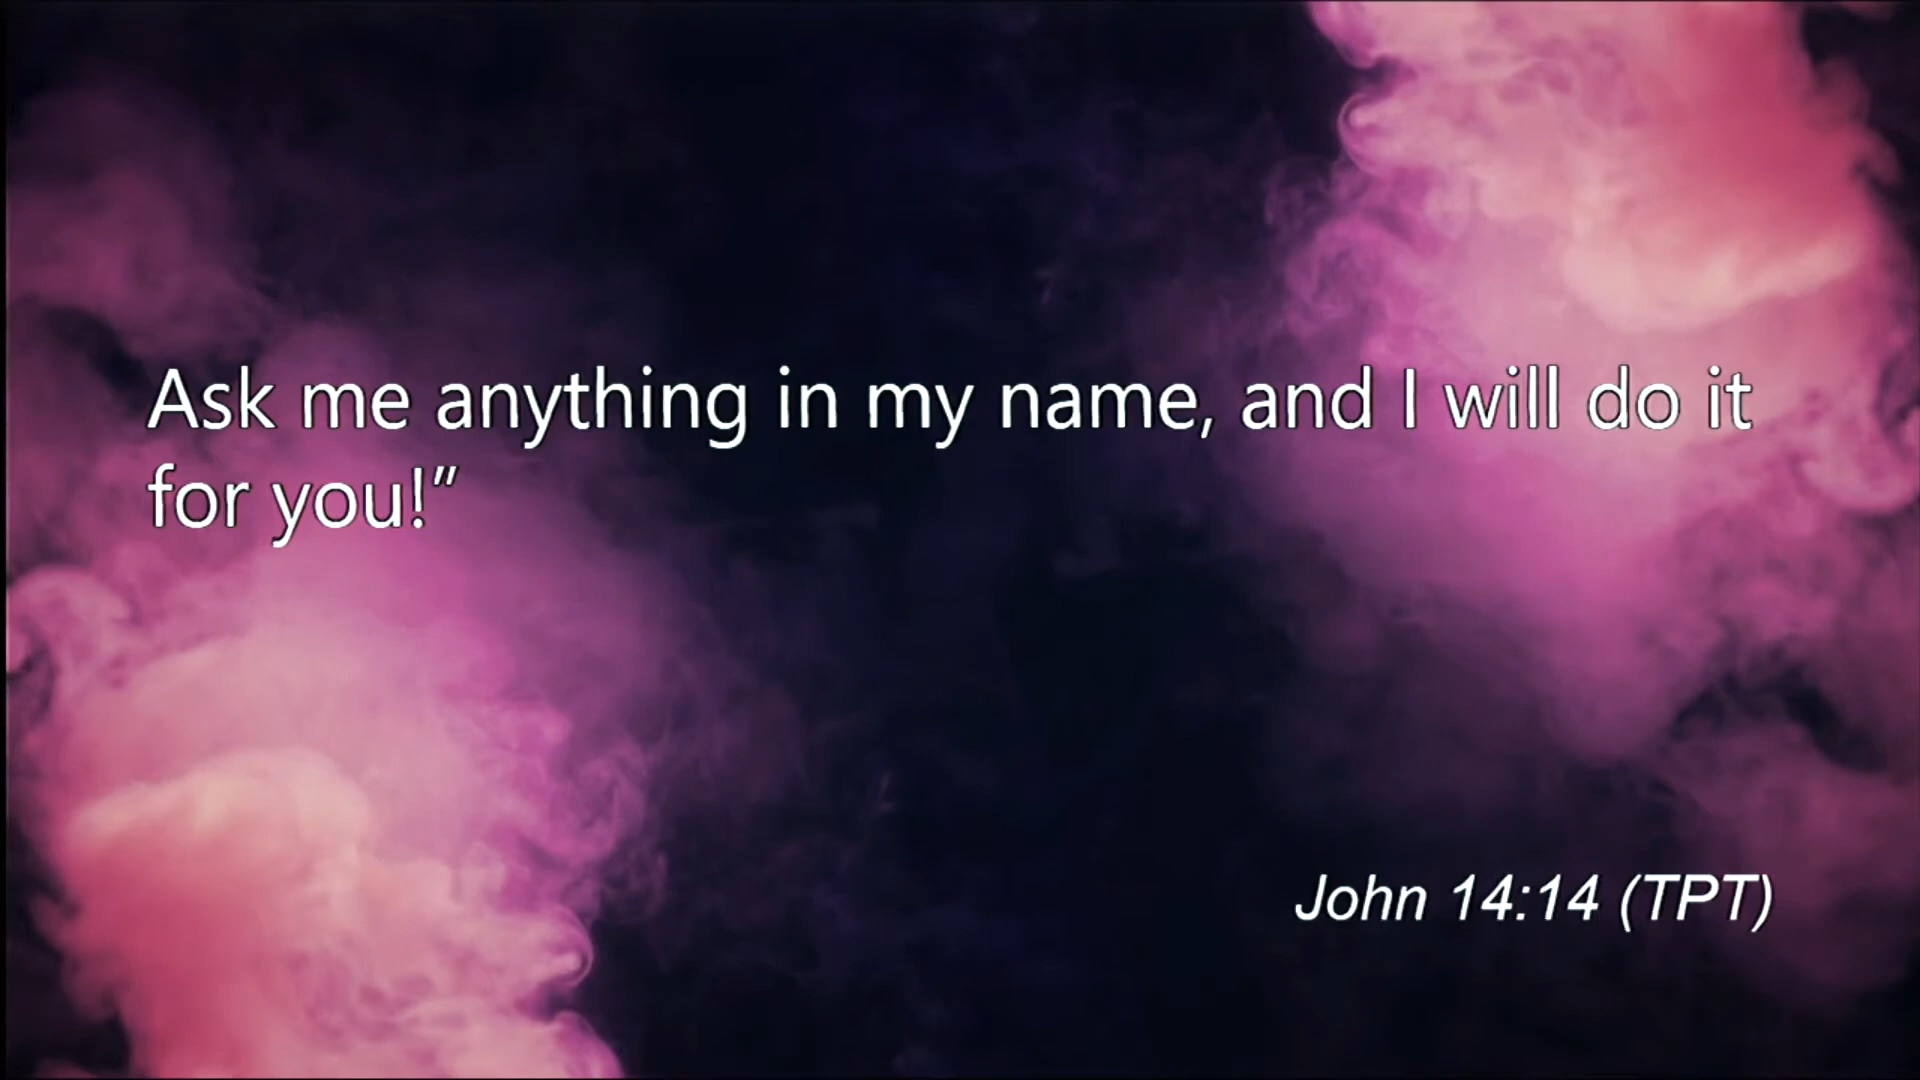 Ask me anything in my name, and I will do it
for you!”
John 14:14 (TPT)